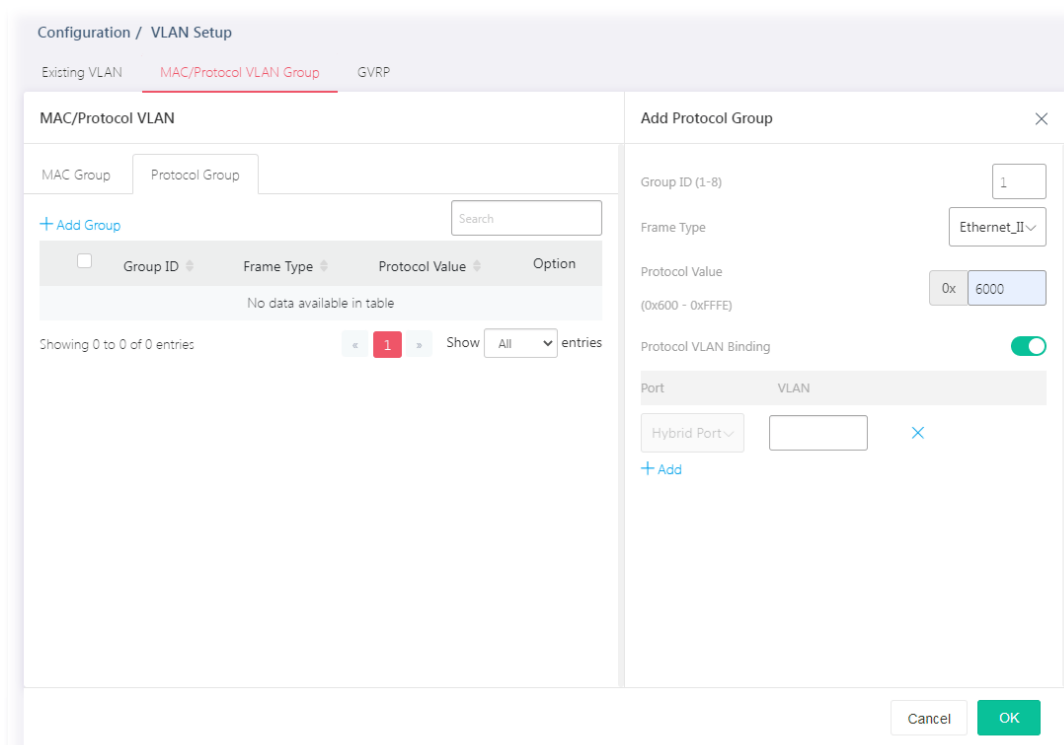 Configuration / VLAN Setup
Existing VLAN MAC/Protocol VLAN Group GVRP
MAC/Protocol VLAN
MAC Group Protocol Group
+ Add Group Search
Group ID Frame Type Protocol Value Option
No data available in table
Showing 0 to 0 of 0 entries « 1 » Show All entries
Add Protocol Group ×
Group ID (1-8) 1
Frame Type Ethernet_II
Protocol Value
(0x600 - 0xFFFE) 0x 6000
Protocol VLAN Binding
Port VLAN
Hybrid Port ×
+ Add
Cancel OK